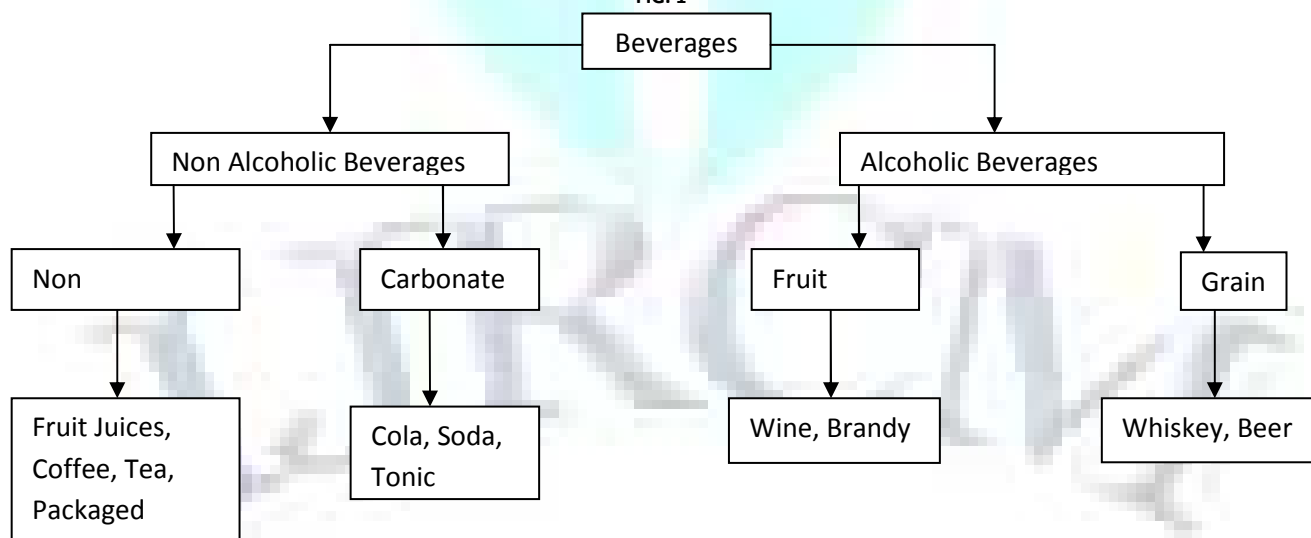 Beverages
Non Alcoholic Beverages
Alcoholic Beverages
Non
Carbonate
Fruit
Grain
Fruit Juices,
Coffee, Tea,
Packaged
Cola, Soda,
Tonic
Wine, Brandy
Whiskey, Beer